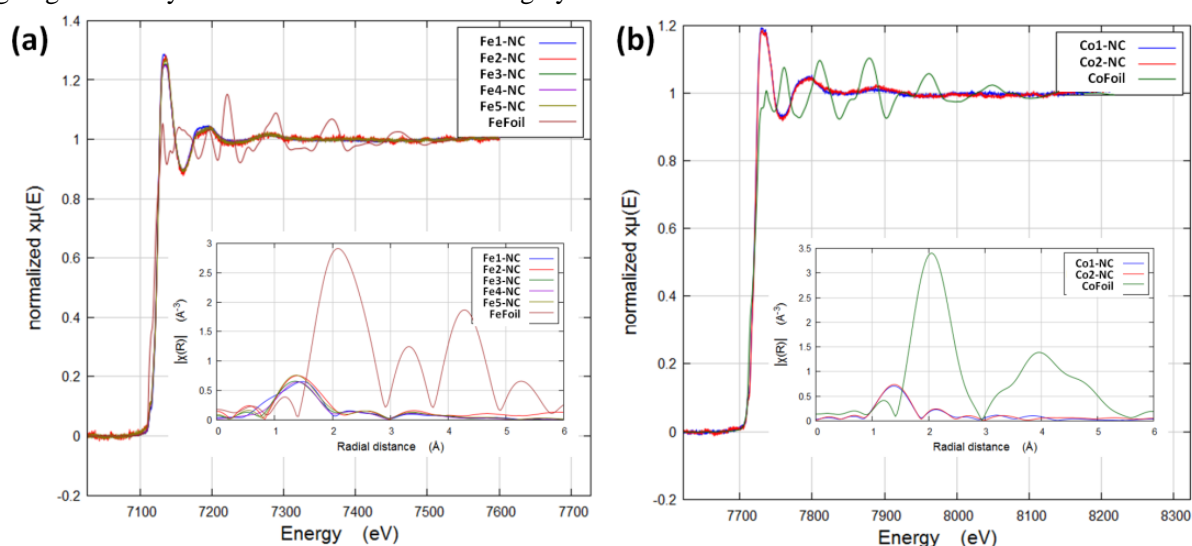 (a)
1.4
1.2
1
0.8
0.6
0.4
0.2
0
-0.2
normalized xμ(E)
Fe1-NC
Fe2-NC
Fe3-NC
Fe4-NC
Fe5-NC
FeFoil
3
2.5
2
1.5
1
0.5
0
|χ(R)| (A⁻³)
Fe1-NC
Fe2-NC
Fe3-NC
Fe4-NC
Fe5-NC
FeFoil
0 1 2 3 4 5 6
Radial distance (Å)
7100 7200 7300 7400 7500 7600 7700
Energy (eV)
(b)
1.2
1
0.8
0.6
0.4
0.2
0
-0.2
normalized xμ(E)
Co1-NC
Co2-NC
CoFoil
3.5
3
2.5
2
1.5
1
0.5
0
|χ(R)| (A⁻³)
Co1-NC
Co2-NC
CoFoil
0 1 2 3 4 5 6
Radial distance (Å)
7700 7800 7900 8000 8100 8200 8300
Energy (eV)